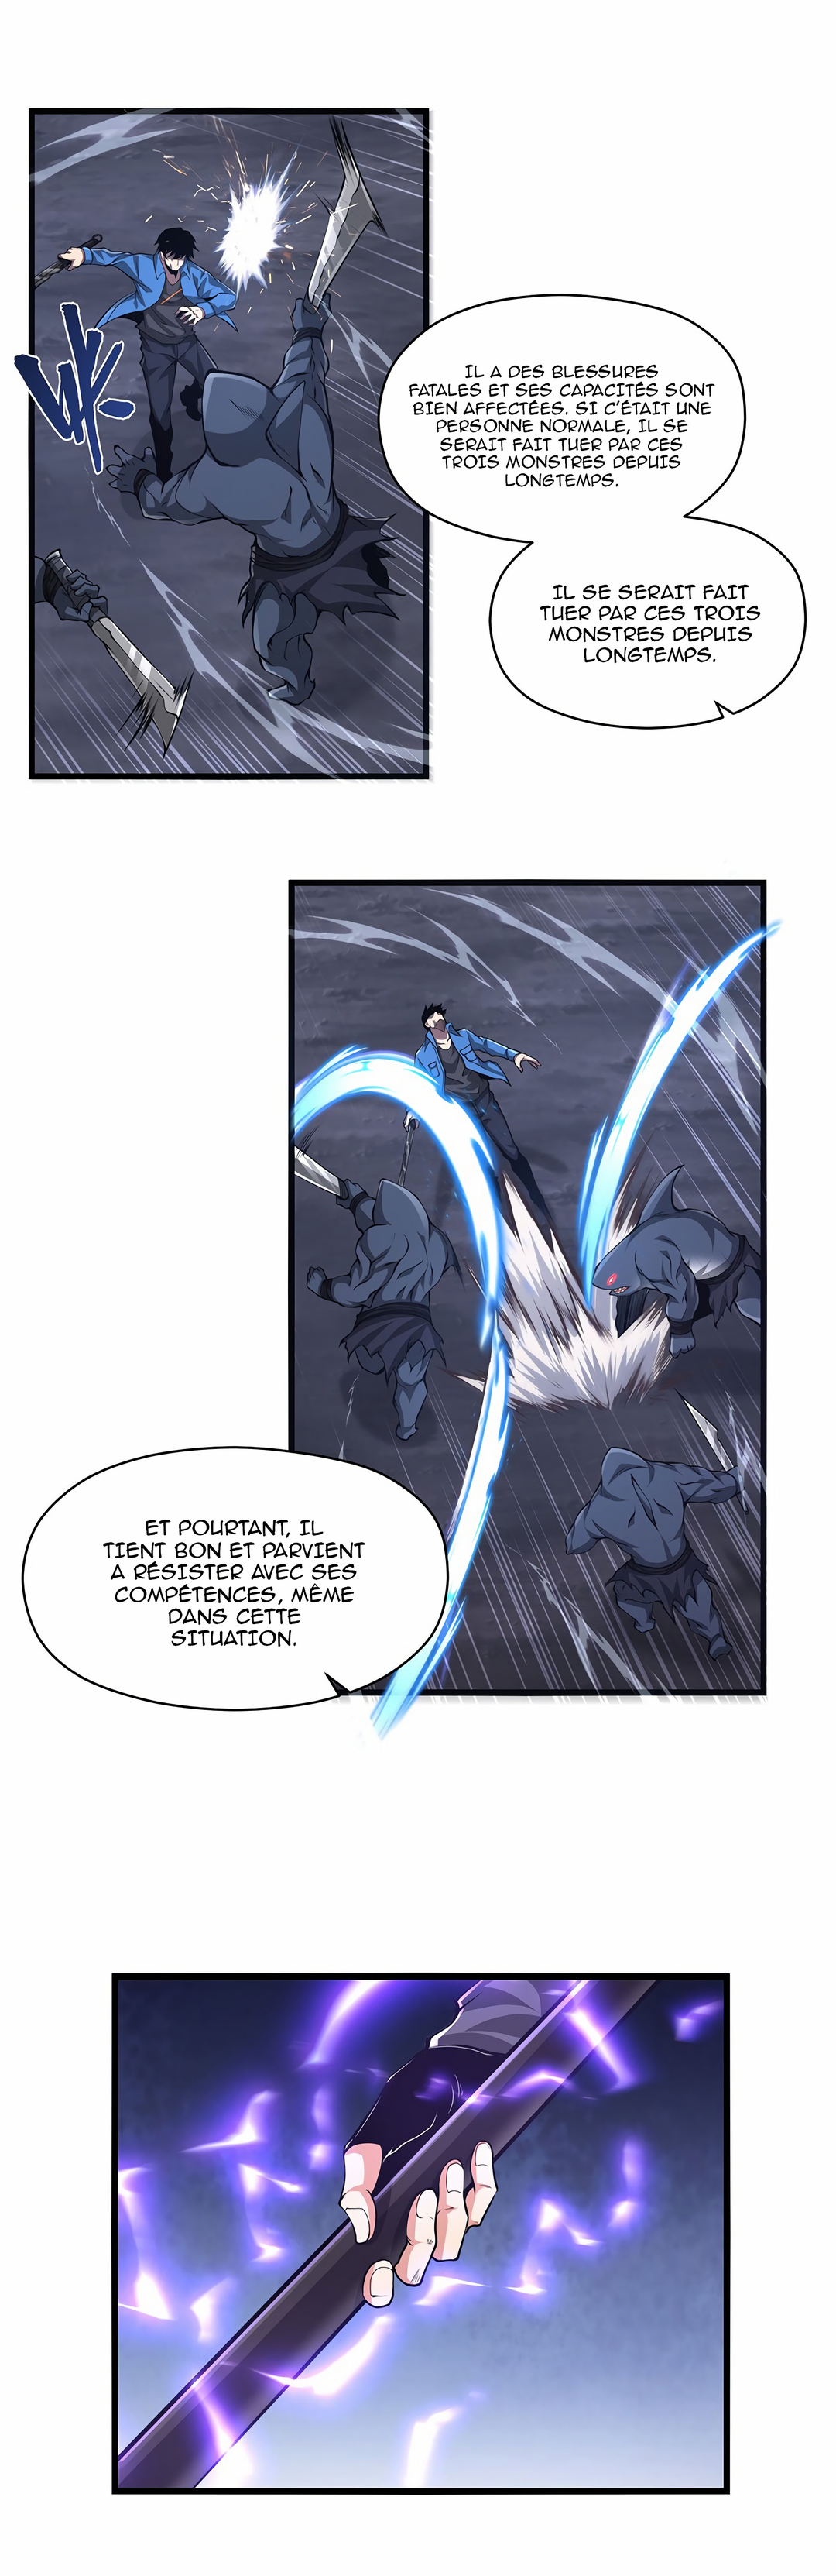 IL A DES BLESSURES
FATALES ET SES CAPACITÉS SONT
BIEN AFFECTÉES. SI C'ÉTAIT UNE
PERSONNE NORMALE, IL SE
SERAIT FAIT TUER PAR CES
TROIS MONSTRES DEPUIS
LONGTEMPS.
IL SE SERAIT FAIT
TUER PAR CES TROIS
MONSTRES DEPUIS
LONGTEMPS.
ET POURTANT, IL
TIENT BON ET PARVIENT
A RÉSISTER AVEC SES
COMPÉTENCES, MÊME
DANS CETTE
SITUATION.